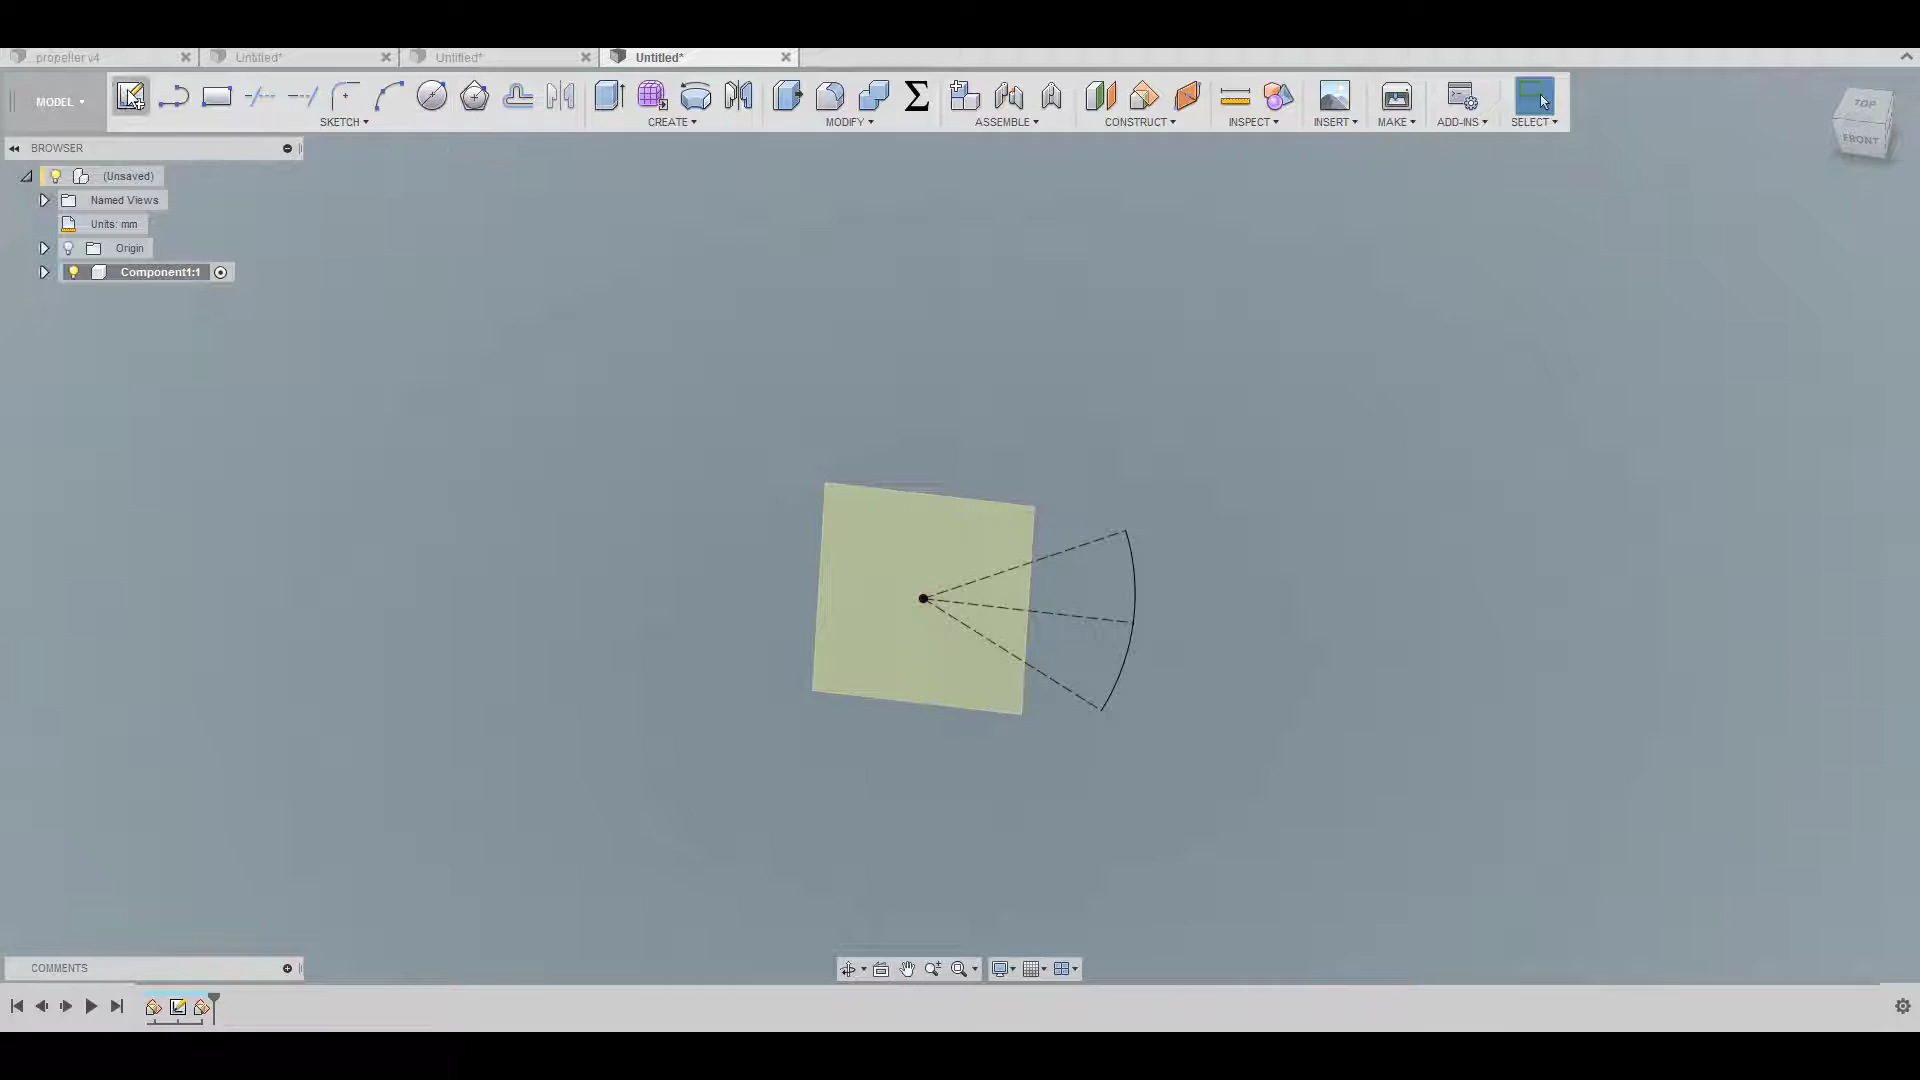 propeller v4 Untitled* Untitled* Untitled*
MODEL SKETCH CREATE MODIFY ASSEMBLE CONSTRUCT INSPECT INSERT MAKE ADD-INS SELECT
TOP
FRONT
BROWSER
(Unsaved)
Named Views
Units: mm
Origin
Component1:1
COMMENTS